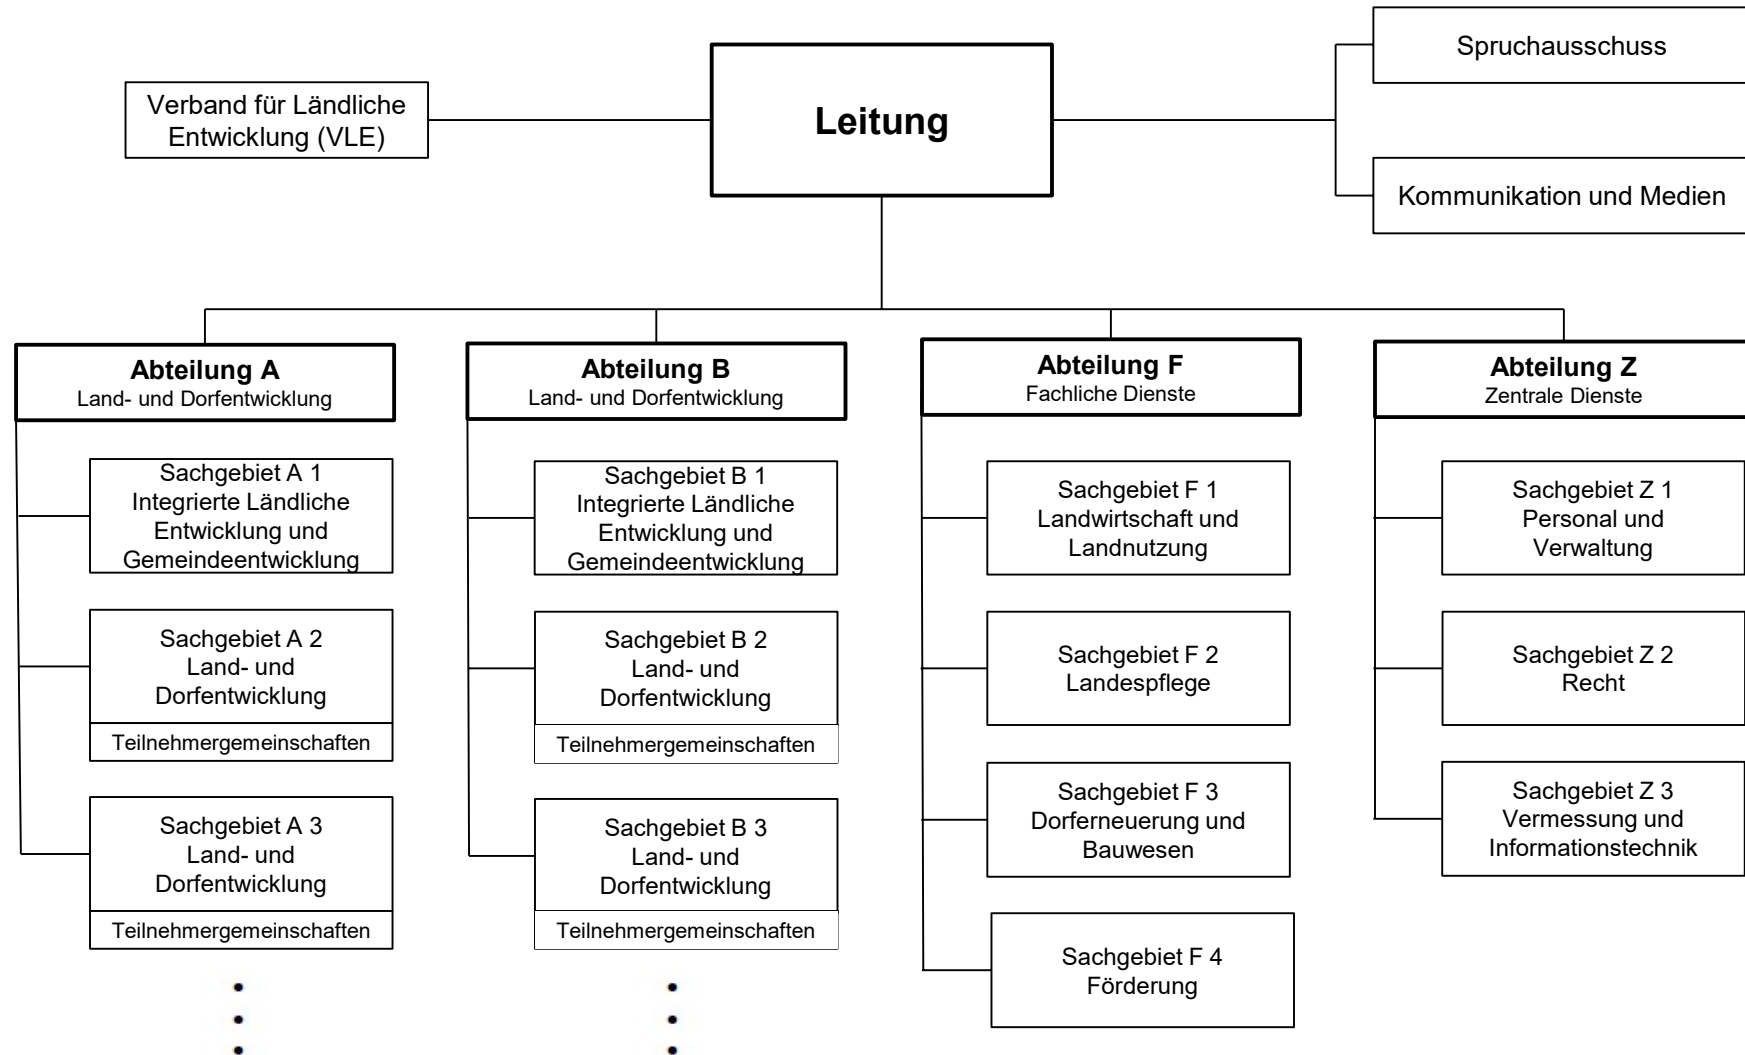 Spruchausschuss
Verband für Ländliche
Entwicklung (VLE)
Leitung
Kommunikation und Medien
Abteilung A
Land- und Dorfentwicklung
Sachgebiet A 1
Integrierte Ländliche
Entwicklung und
Gemeindeentwicklung
Sachgebiet A 2
Land- und
Dorfentwicklung
Teilnehmergemeinschaften
Sachgebiet A 3
Land- und
Dorfentwicklung
Teilnehmergemeinschaften
Abteilung B
Land- und Dorfentwicklung
Sachgebiet B 1
Integrierte Ländliche
Entwicklung und
Gemeindeentwicklung
Sachgebiet B 2
Land- und
Dorfentwicklung
Teilnehmergemeinschaften
Sachgebiet B 3
Land- und
Dorfentwicklung
Teilnehmergemeinschaften
Abteilung F
Fachliche Dienste
Sachgebiet F 1
Landwirtschaft und
Landnutzung
Sachgebiet F 2
Landespflege
Sachgebiet F 3
Dorferneuerung und
Bauwesen
Sachgebiet F 4
Förderung
Abteilung Z
Zentrale Dienste
Sachgebiet Z 1
Personal und
Verwaltung
Sachgebiet Z 2
Recht
Sachgebiet Z 3
Vermessung und
Informationstechnik